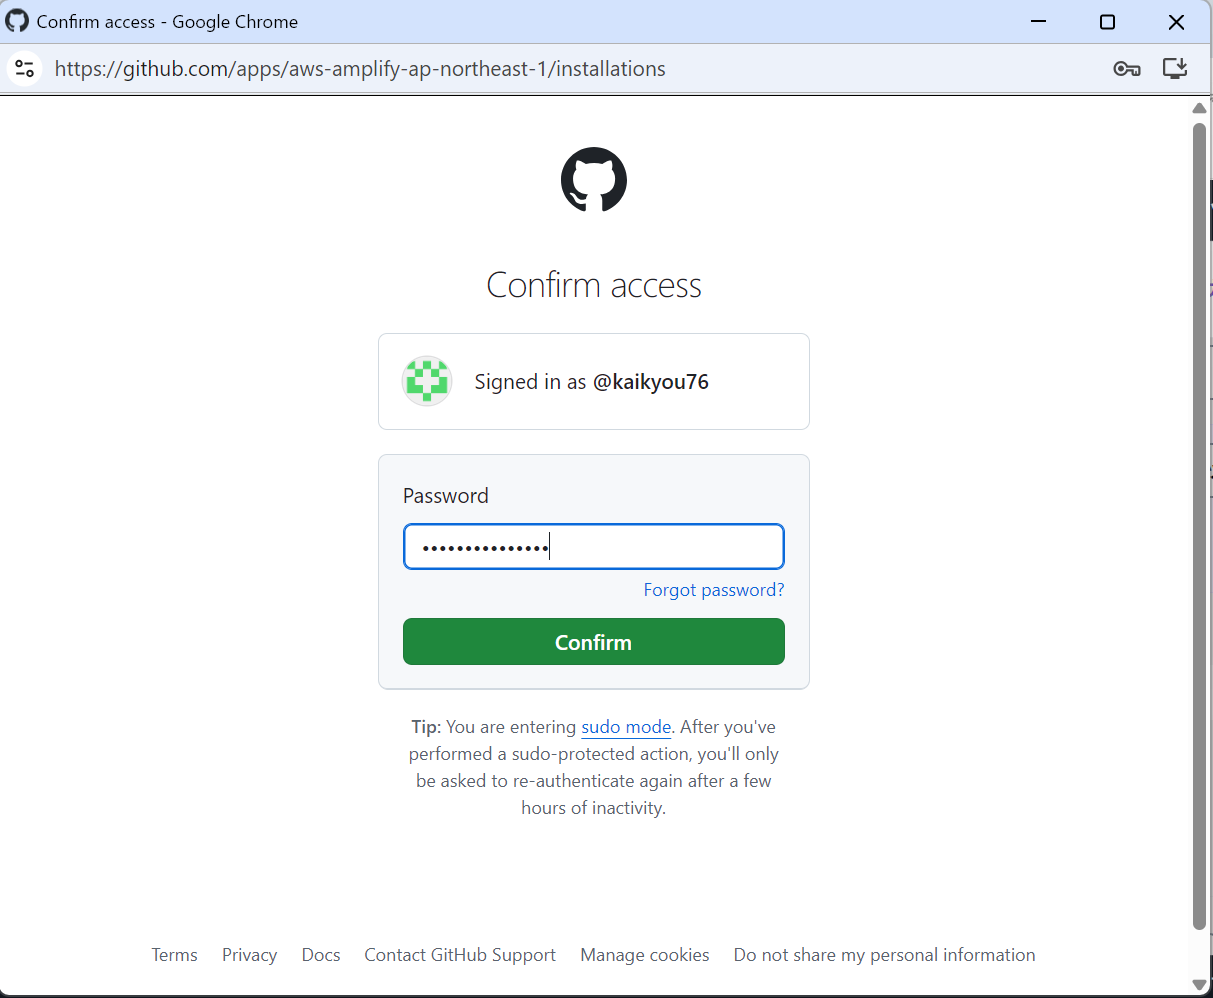 Confirm access - Google Chrome
https://github.com/apps/aws-amplify-ap-northeast-1/installations
Confirm access
Signed in as @kaikyou76
Password
•••••••••••••••
Forgot password?
Confirm
Tip: You are entering sudo mode. After you've
performed a sudo-protected action, you'll only
be asked to re-authenticate again after a few
hours of inactivity.
Terms Privacy Docs Contact GitHub Support Manage cookies Do not share my personal information